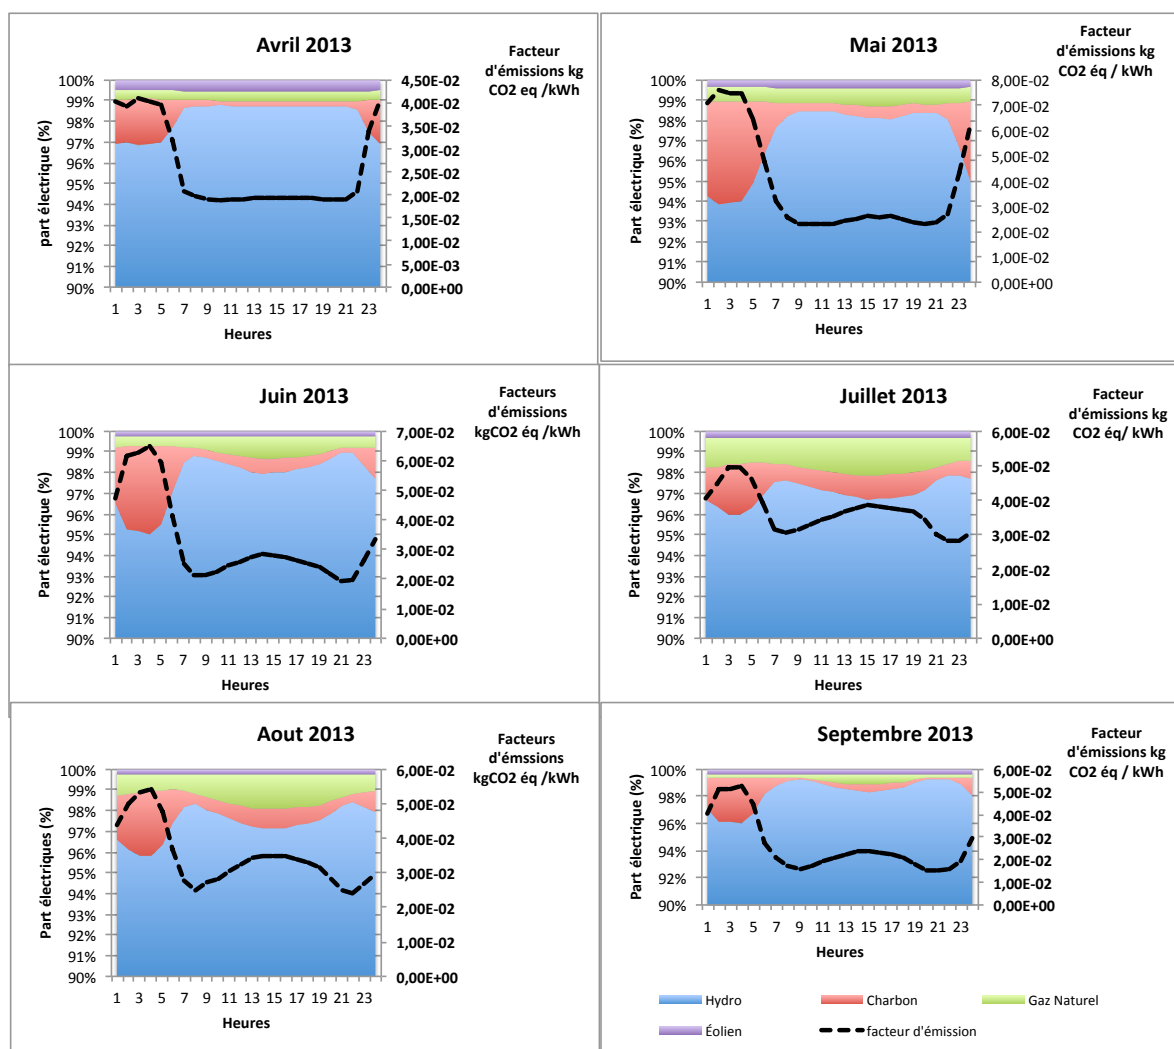 Avril 2013
Facteur
d'émissions kg
CO2 eq /kWh
part électrique (%)
100%
99%
98%
97%
96%
95%
94%
93%
92%
91%
90%
4,50E-02
4,00E-02
3,50E-02
3,00E-02
2,50E-02
2,00E-02
1,50E-02
1,00E-02
5,00E-03
0,00E+00
1 3 5 7 9 11 13 15 17 19 21 23
Heures
Mai 2013
Facteur
d'émissions kg
CO2 éq / kWh
Part électrique (%)
100%
99%
98%
97%
96%
95%
94%
93%
92%
91%
90%
8,00E-02
7,00E-02
6,00E-02
5,00E-02
4,00E-02
3,00E-02
2,00E-02
1,00E-02
0,00E+00
1 3 5 7 9 11 13 15 17 19 21 23
Heures
Juin 2013
Facteurs
d'émissions
kgCO2 éq /kWh
Part électrique (%)
100%
99%
98%
97%
96%
95%
94%
93%
92%
91%
90%
7,00E-02
6,00E-02
5,00E-02
4,00E-02
3,00E-02
2,00E-02
1,00E-02
0,00E+00
1 3 5 7 9 11 13 15 17 19 21 23
Heures
Juillet 2013
Facteur
d'émissions kg
CO2 éq/ kWh
Part électrique (%)
100%
99%
98%
97%
96%
95%
94%
93%
92%
91%
90%
6,00E-02
5,00E-02
4,00E-02
3,00E-02
2,00E-02
1,00E-02
0,00E+00
1 3 5 7 9 11 13 15 17 19 21 23
Heures
Aout 2013
Facteurs
d'émssions
kgCO2 éq /kWh
Part électriques (%)
100%
99%
98%
97%
96%
95%
94%
93%
92%
91%
90%
6,00E-02
5,00E-02
4,00E-02
3,00E-02
2,00E-02
1,00E-02
0,00E+00
1 3 5 7 9 11 13 15 17 19 21 23
Heures
Septembre 2013
Facteur
d'émissions kg
CO2 éq / kWh
Part électrique (%)
100%
98%
96%
94%
92%
90%
6,00E-02
5,00E-02
4,00E-02
3,00E-02
2,00E-02
1,00E-02
0,00E+00
1 3 5 7 9 11 13 15 17 19 21 23
Heures
Hydro
Charbon
Gaz Naturel
Éolien
facteur d'émission